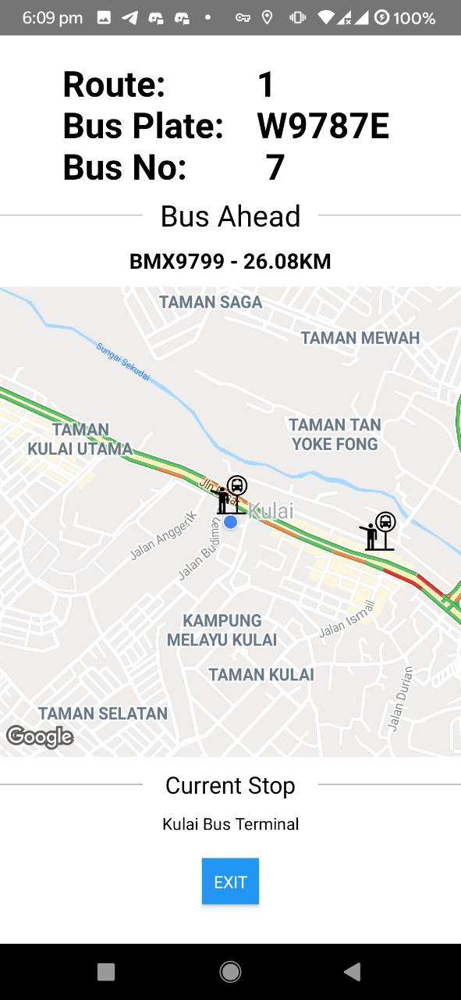 6:09 pm 100%
Route: 1
Bus Plate: W9787E
Bus No: 7
Bus Ahead
BMX9799 - 26.08KM
TAMAN SAGA
TAMAN MEWAH
Sungai Sekudai
TAMAN
KULAI UTAMA
TAMAN TAN
YOKE FONG
Kulai
Jalan Anggerik
Jalan Budiman
Jalan Ismail
KAMPUNG
MELAYU KULAI
TAMAN KULAI
Jalan Durian
TAMAN SELATAN
Google
Current Stop
Kulai Bus Terminal
EXIT